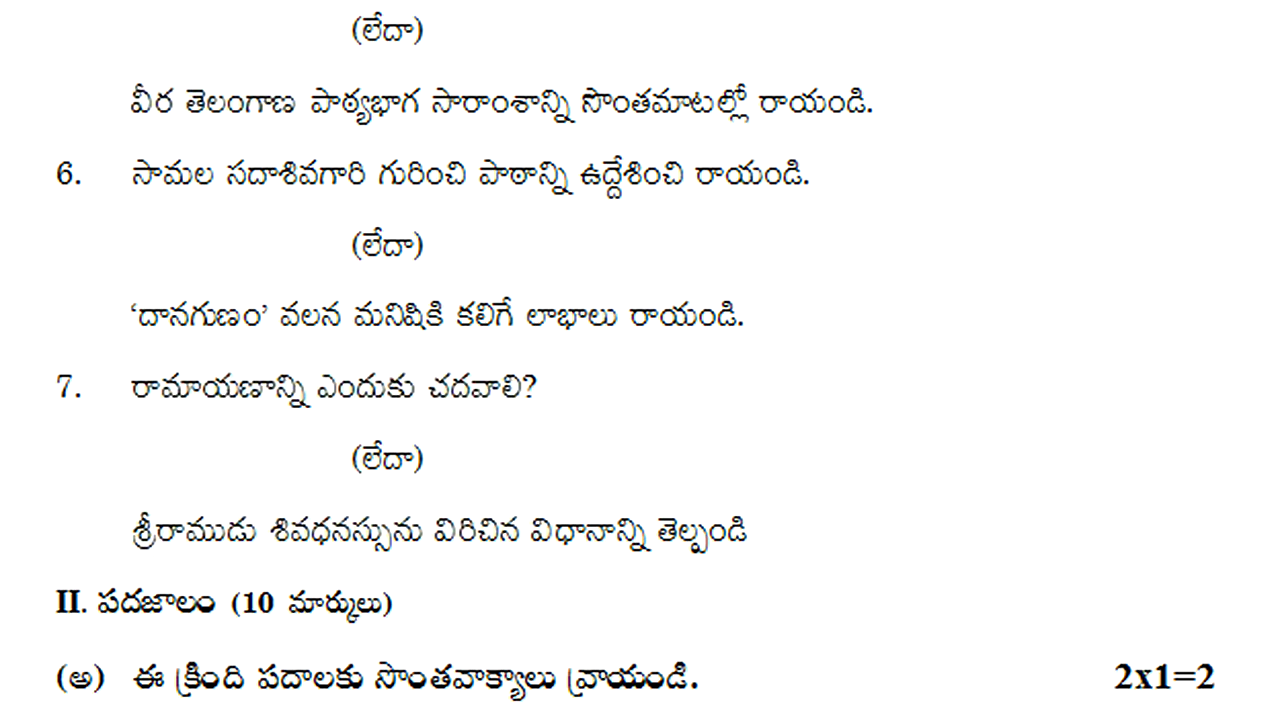 (లేదా)
వీర తెలంగాణ పాఠ్యభాగ సారాంశాన్ని సొంతమాటల్లో రాయండి.
6. సామల సదాశివగారి గురించి పాఠాన్ని ఉద్దేశించి రాయండి.
(లేదా)
‘దానగుణం’ వలన మనిషికి కలిగే లాభాలు రాయండి.
7. రామాయణాన్ని ఎందుకు చదవాలి?
(లేదా)
శ్రీరాముడు శివధనస్సును విరిచిన విధానాన్ని తెల్పండి
II. పదజాలం (10 మార్కులు)
(అ) ఈ క్రింది పదాలకు సొంతవాక్యాలు వ్రాయండి. 2x1=2